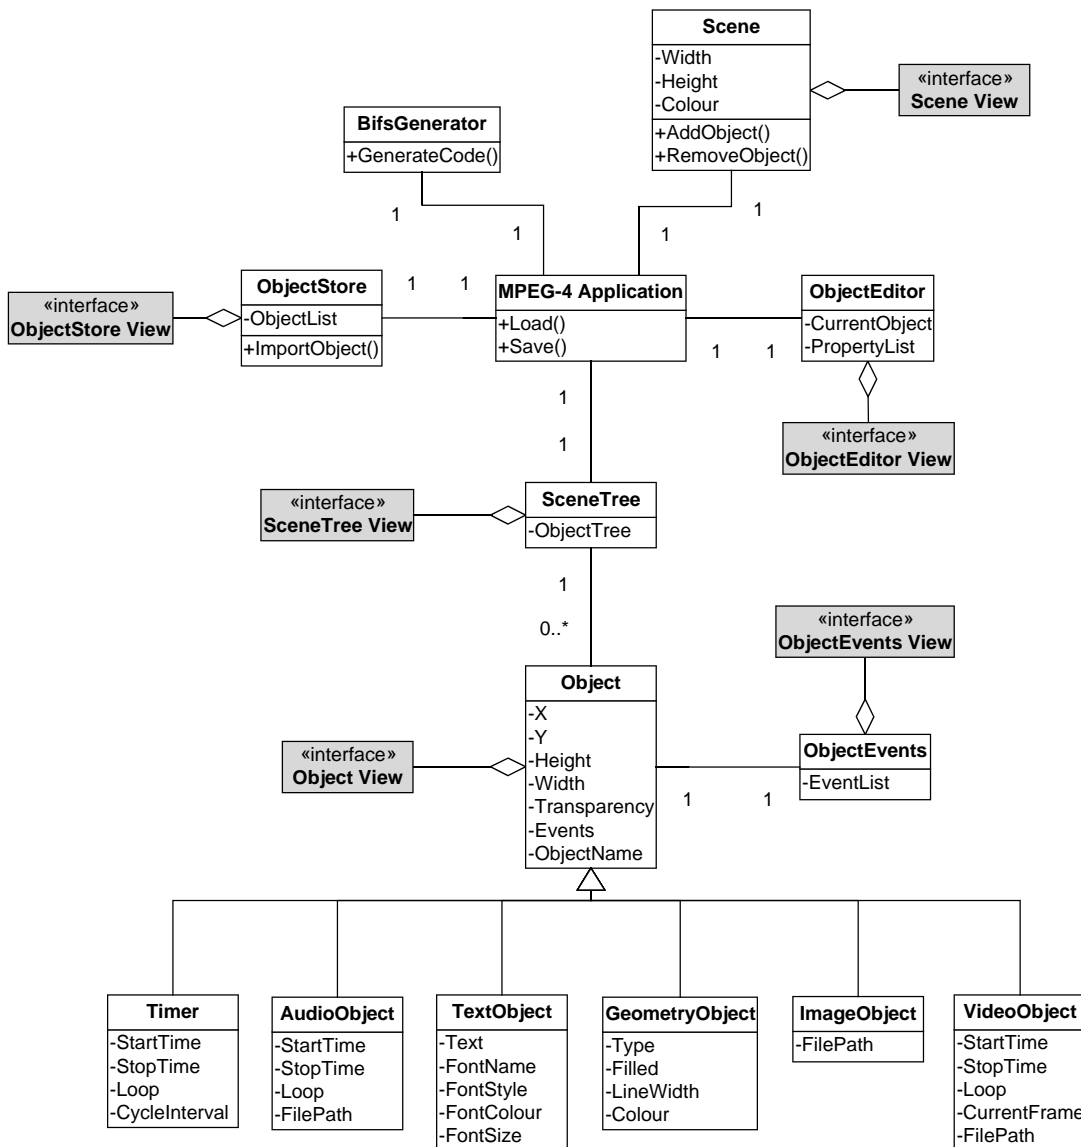 Scene
-Width
-Height
-Colour
+AddObject()
+RemoveObject()
«interface»
Scene View
BifsGenerator
+GenerateCode()
1
1
1
1
«interface»
ObjectStore View
ObjectStore
-ObjectList
+ImportObject()
1
1
MPEG-4 Application
+Load()
+Save()
1
1
ObjectEditor
-CurrentObject
-PropertyList
«interface»
ObjectEditor View
1
1
«interface»
SceneTree View
SceneTree
-ObjectTree
1
0..*
«interface»
ObjectEvents View
Object
-X
-Y
-Height
-Width
-Transparency
-Events
-ObjectName
«interface»
Object View
1
1
ObjectEvents
-EventList
Timer
-StartTime
-StopTime
-Loop
-CycleInterval
AudioObject
-StartTime
-StopTime
-Loop
-FilePath
TextObject
-Text
-FontName
-FontStyle
-FontColour
-FontSize
GeometryObject
-Type
-Filled
-LineWidth
-Colour
ImageObject
-FilePath
VideoObject
-StartTime
-StopTime
-Loop
-CurrentFrame
-FilePath